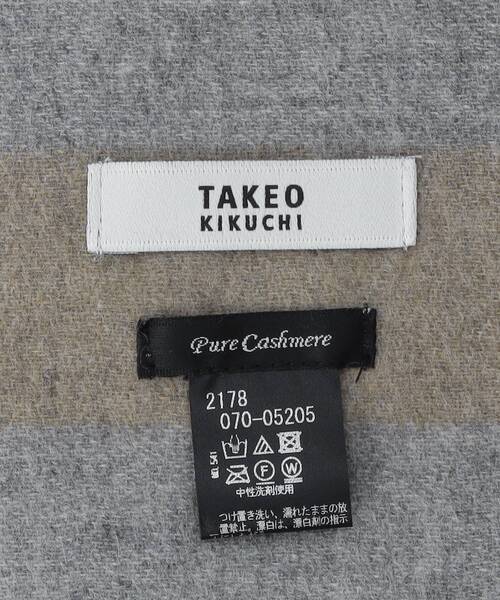 TAKEO
KIKUCHI
Pure Cashmere
2178
070-05205
NO.541
F W
中性洗剤使用
つけ置き洗い、濡れたままの放
置禁止。漂白は、漂白剤の指示